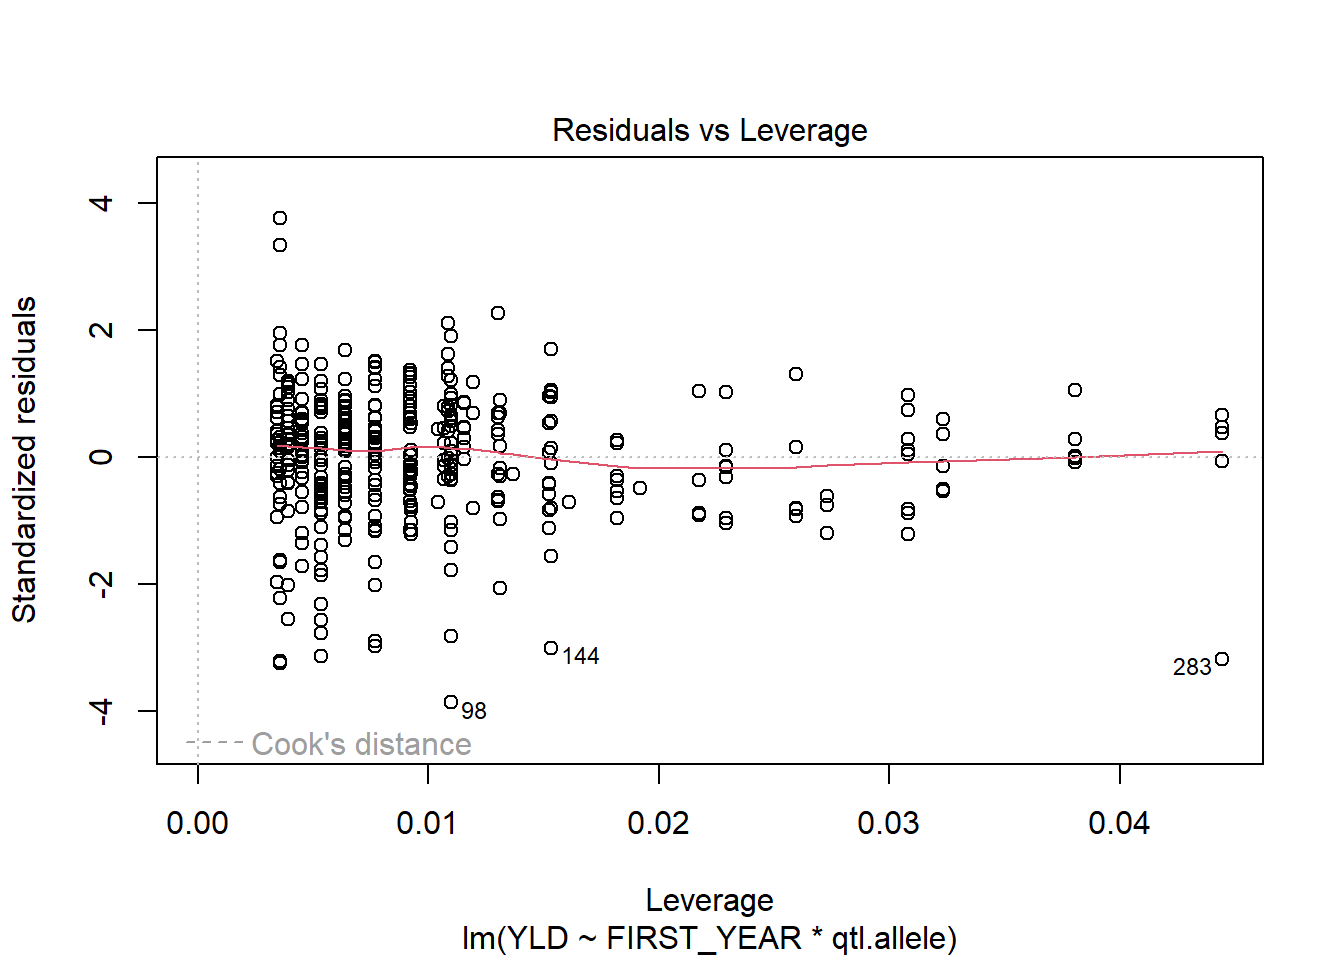 Residuals vs Leverage
Standardized residuals
4
2
0
-2
-4
144
283
98
Cook's distance
0.00 0.01 0.02 0.03 0.04
Leverage
lm(YLD ~ FIRST_YEAR * qtl.allele)